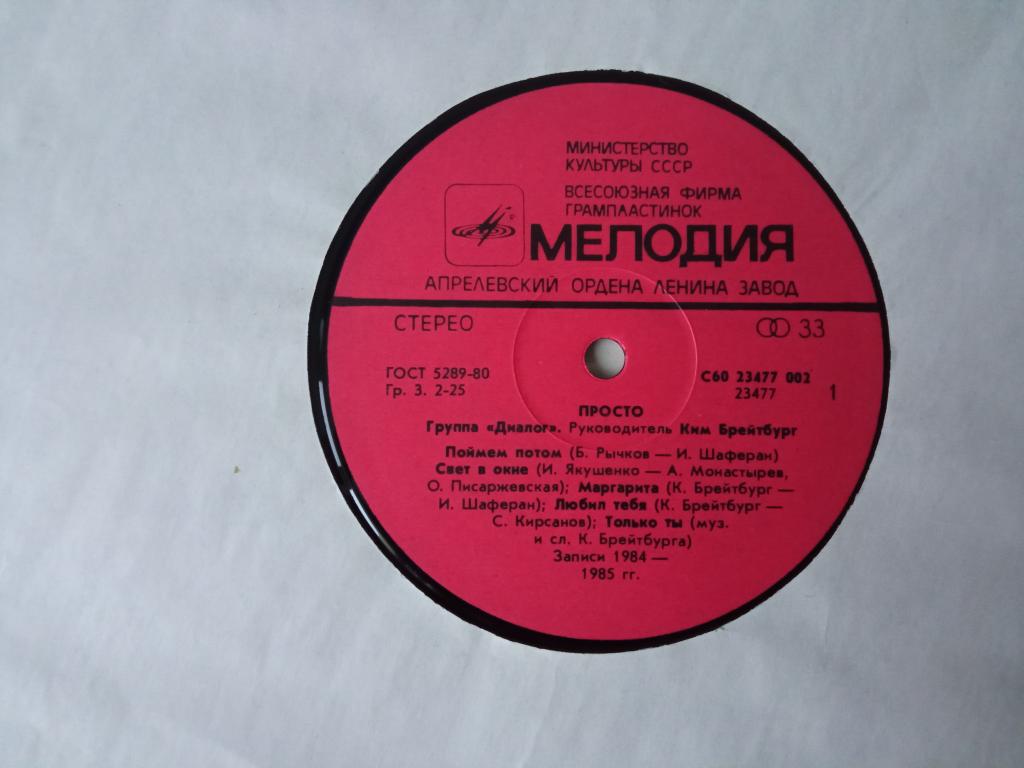 МИНИСТЕРСТВО
КУЛЬТУРЫ СССР
ВСЕСОЮЗНАЯ ФИРМА
ГРАМПЛАСТИНОК
МЕЛОДИЯ
АПРЕЛЕВСКИЙ ОРДЕНА ЛЕНИНА ЗАВОД
СТЕРЕО 33
ГОСТ 5289-80 С60 23477 002
Гр. 3. 2-25 23477 1
ПРОСТО
Группа «Диалог». Руководитель Ким Брейтбург
Поймем потом (Б. Рычков — И. Шаферан)
Свет в окне (И. Якушенко — А. Монастырев,
О. Писаржевская); Маргарита (К. Брейтбург —
И. Шаферан); Любил тебя (К. Брейтбург —
С. Кирсанов); Только ты (муз.
и сл. К. Брейтбурга)
Записи 1984 —
1985 гг.